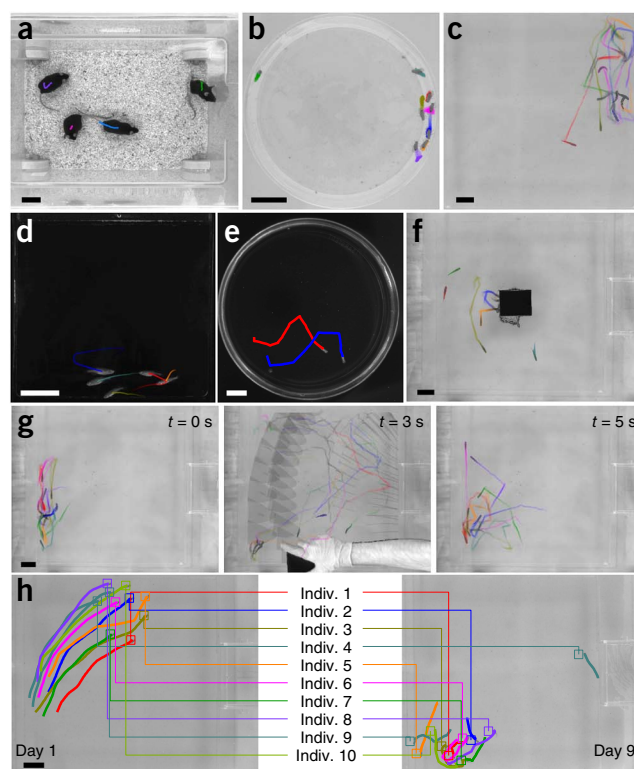 a
b
c
d
e
f
g
t = 0 s
t = 3 s
t = 5 s
h
Indiv. 1
Indiv. 2
Indiv. 3
Indiv. 4
Indiv. 5
Indiv. 6
Indiv. 7
Indiv. 8
Indiv. 9
Indiv. 10
Day 1
Day 9